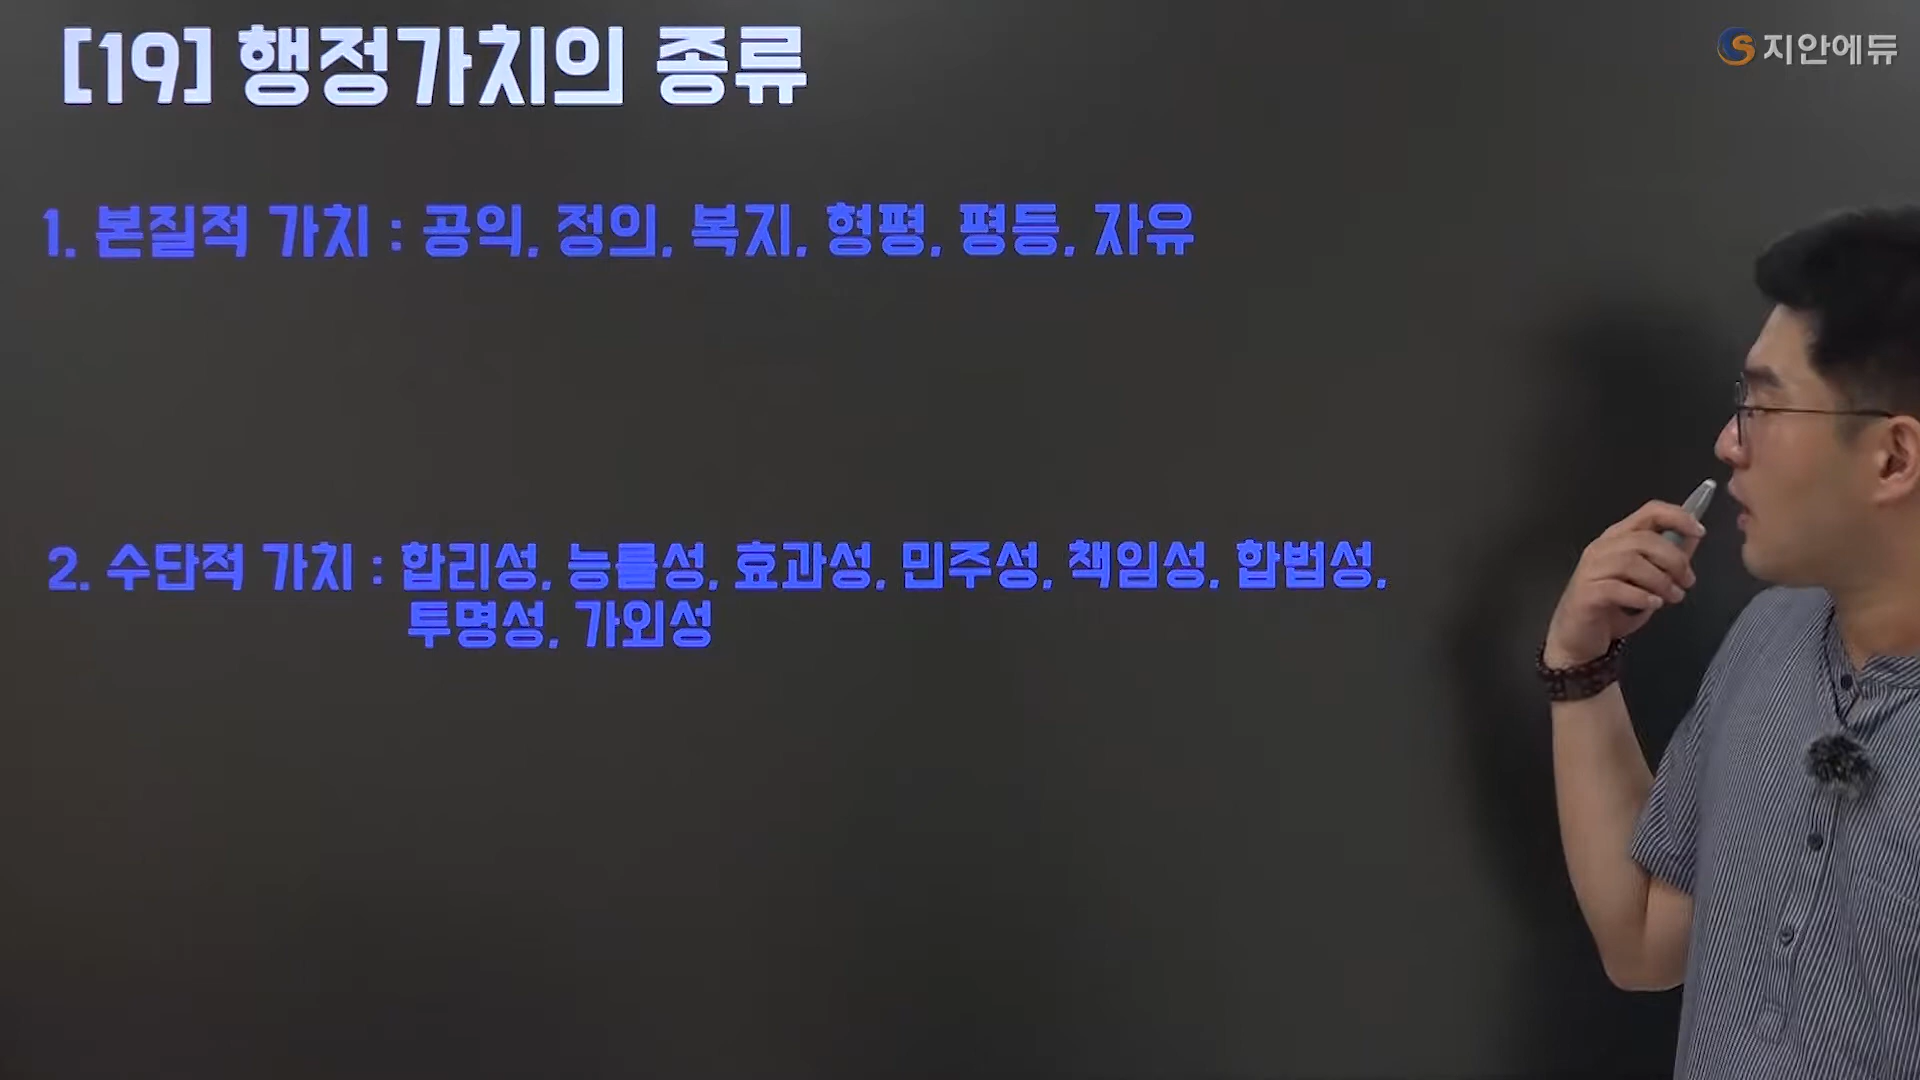 [19] 행정가치의 종류
지안에듀
1. 본질적 가치 : 공익, 정의, 복지, 형평, 평등, 자유
2. 수단적 가치 : 합리성, 능률성, 효과성, 민주성, 책임성, 합법성,
투명성, 가외성